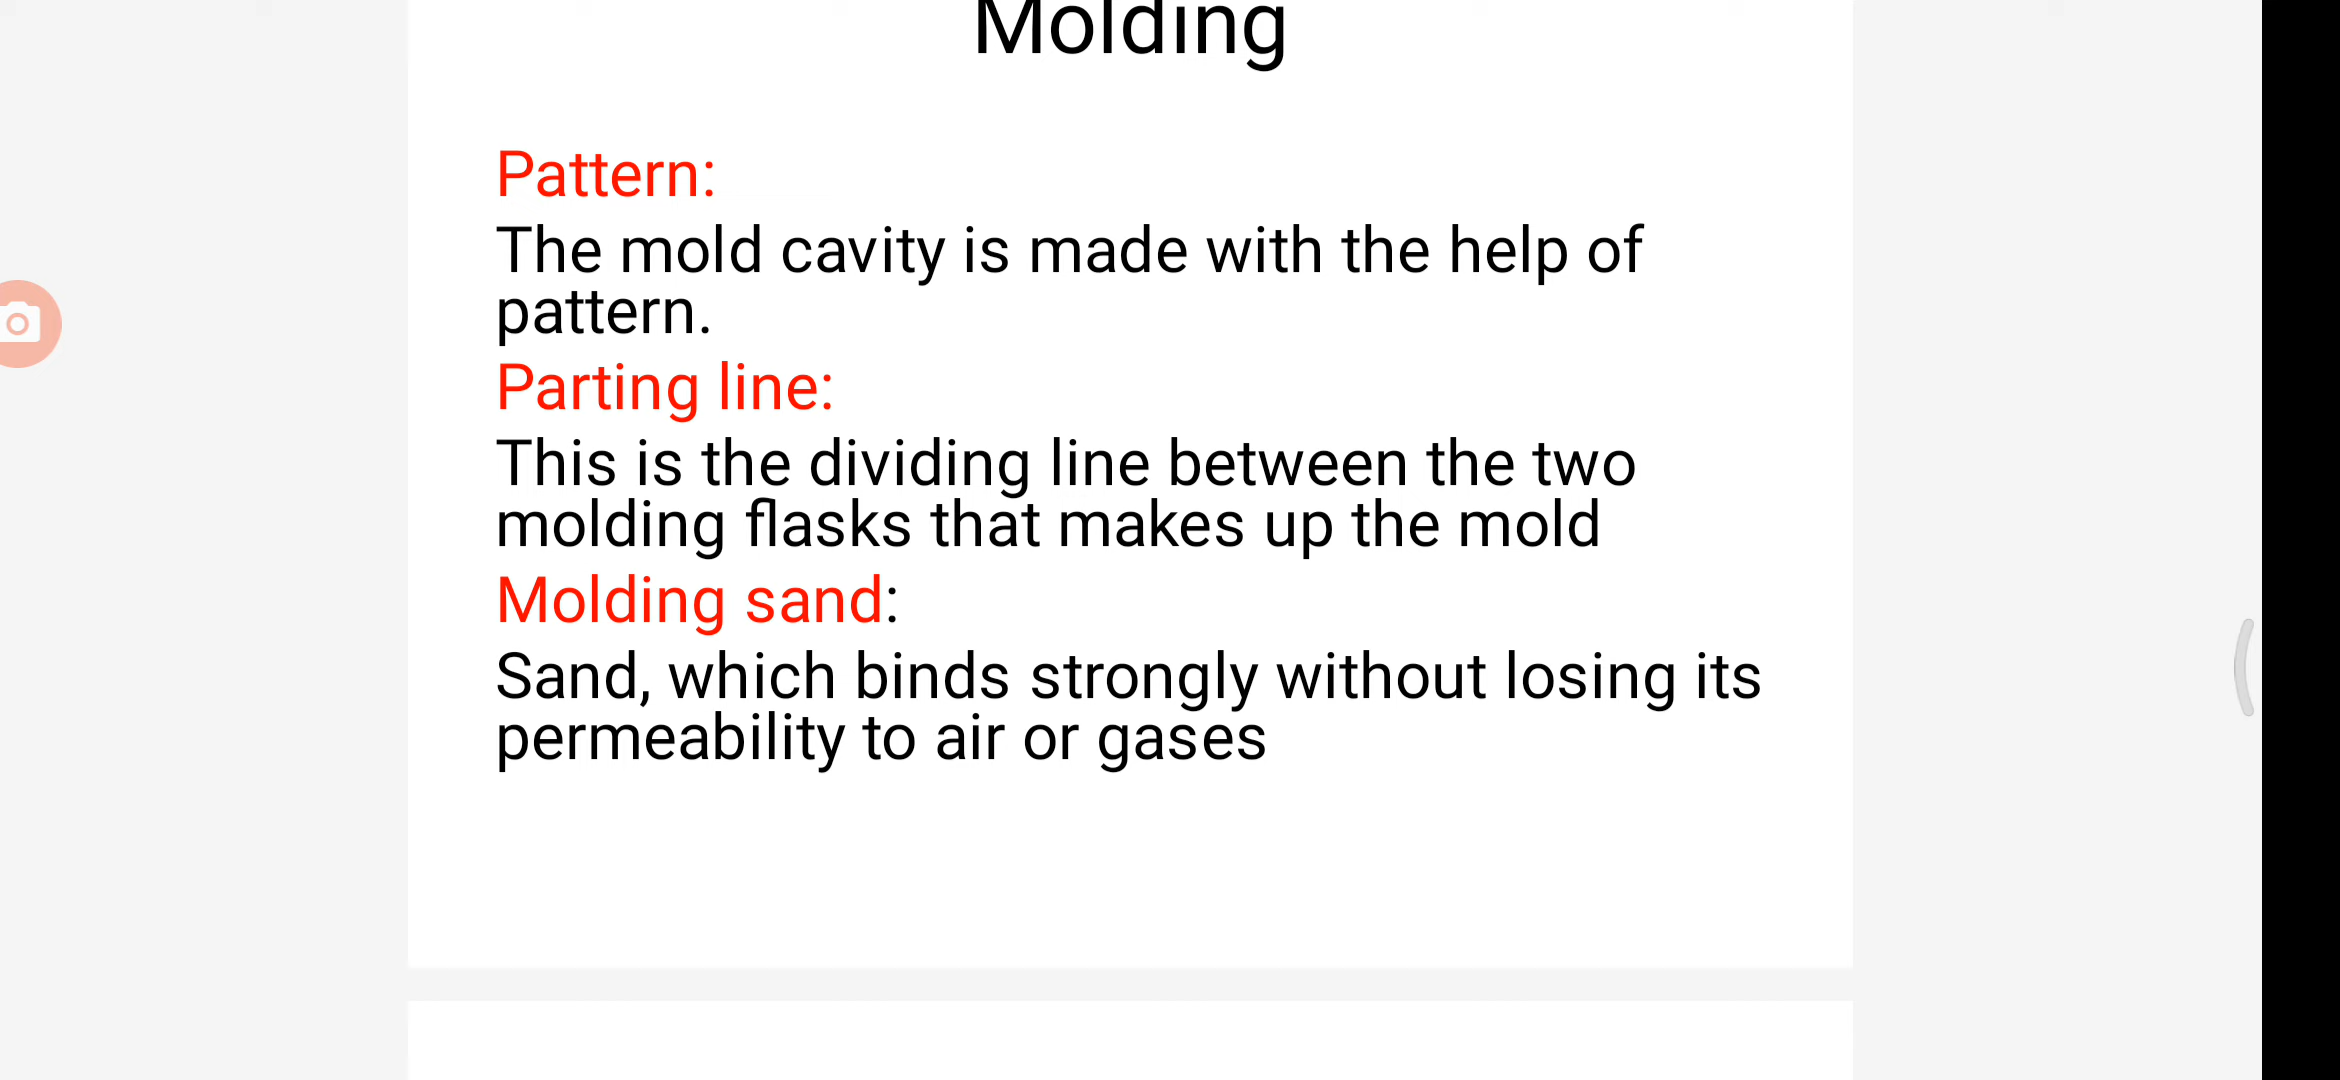 Molding
Pattern:
The mold cavity is made with the help of
pattern.
Parting line:
This is the dividing line between the two
molding flasks that makes up the mold
Molding sand:
Sand, which binds strongly without losing its
permeability to air or gases